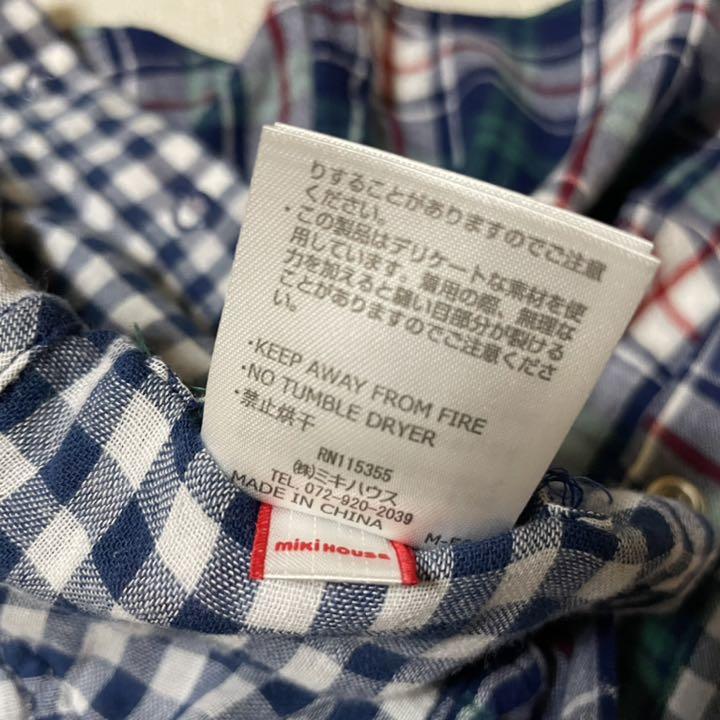 りすることがありますのでご注意
ください。
・この製品はデリケートな素材を使
用しています。着用の際、無理な
力を加えると縫い目部分が裂ける
ことがありますのでご注意くださ
い。
・KEEP AWAY FROM FIRE
・NO TUMBLE DRYER
・禁止烘干
RN115355
㈱ミキハウス
TEL.072-920-2039
MADE IN CHINA
miki HOUSE